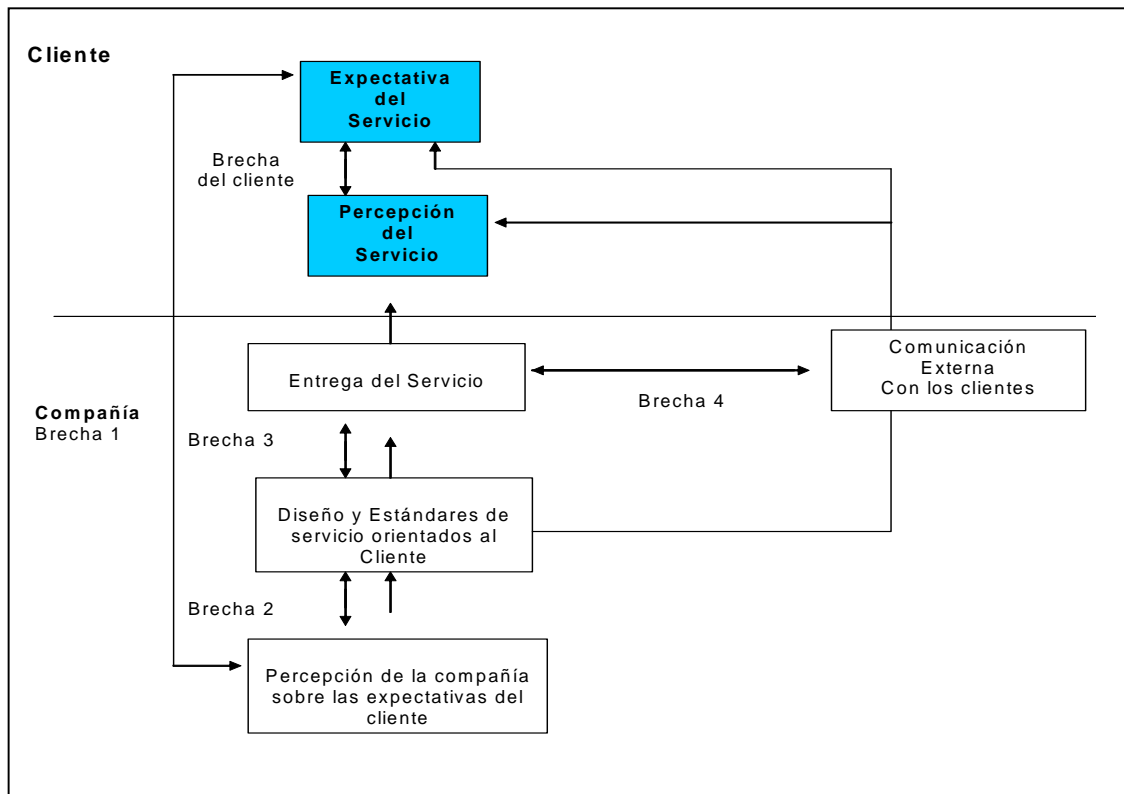 Cliente
Expectativa
del
Servicio
Brecha
del cliente
Percepción
del
Servicio
Entrega del Servicio
Comunicación
Externa
Con los clientes
Brecha 4
Compañía
Brecha 1
Brecha 3
Diseño y Estándares de
servicio orientados al
Cliente
Brecha 2
Percepción de la compañía
sobre las expectativas del
cliente